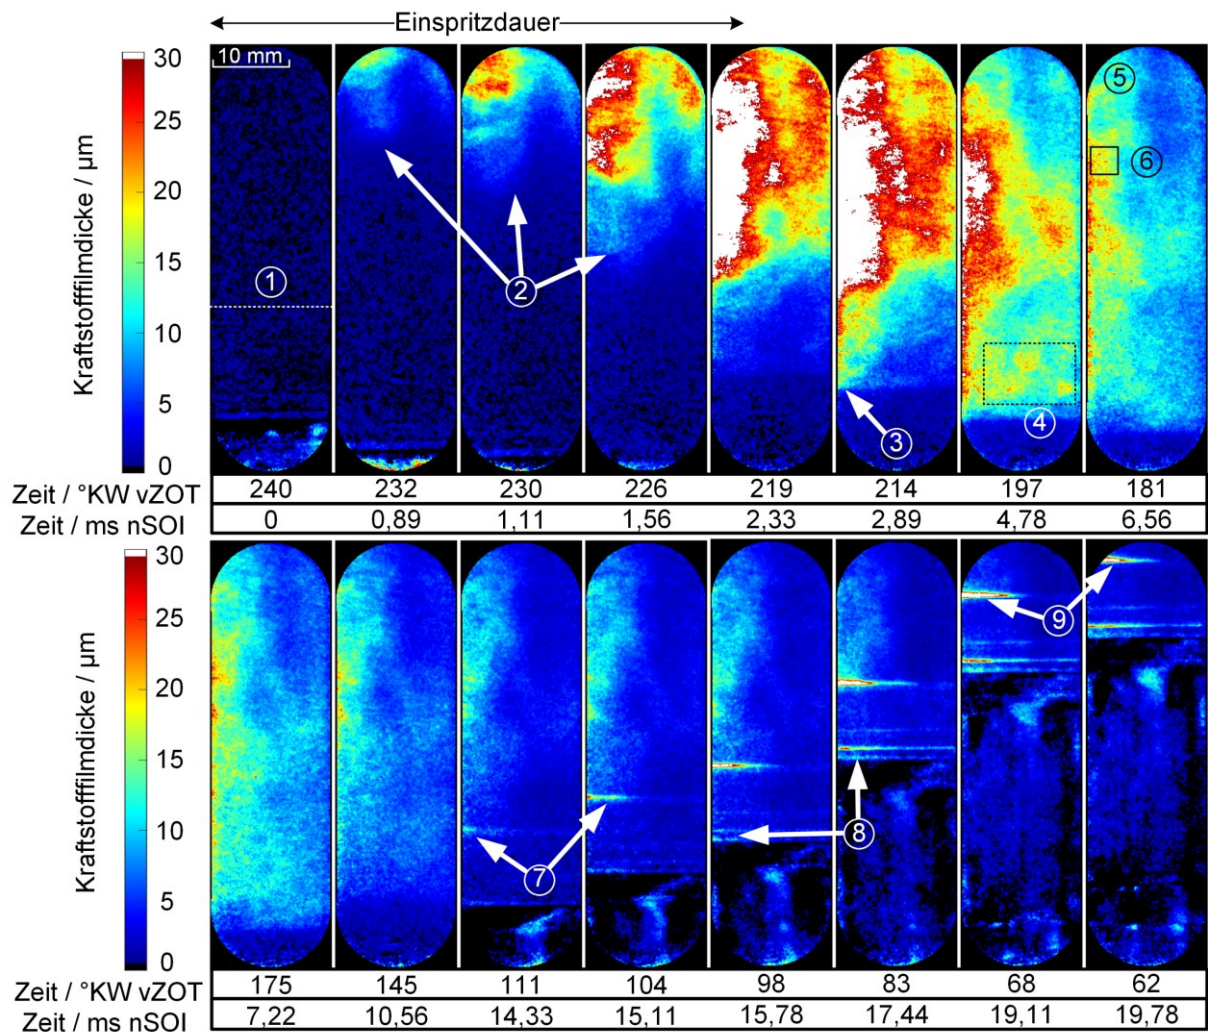 Einspritzdauer
Kraftstofffilmdicke / µm
30
25
20
15
10
5
0
10 mm
1
2
3
4
5
6
Zeit / °KW vZOT 240 232 230 226 219 214 197 181
Zeit / ms nSOI 0 0,89 1,11 1,56 2,33 2,89 4,78 6,56
Kraftstofffilmdicke / µm
30
25
20
15
10
5
0
7
8
9
Zeit / °KW vZOT 175 145 111 104 98 83 68 62
Zeit / ms nSOI 7,22 10,56 14,33 15,11 15,78 17,44 19,11 19,78